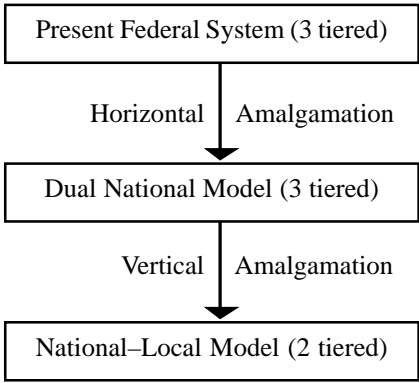 Present Federal System (3 tiered)
Horizontal Amalgamation
Dual National Model (3 tiered)
Vertical Amalgamation
National–Local Model (2 tiered)